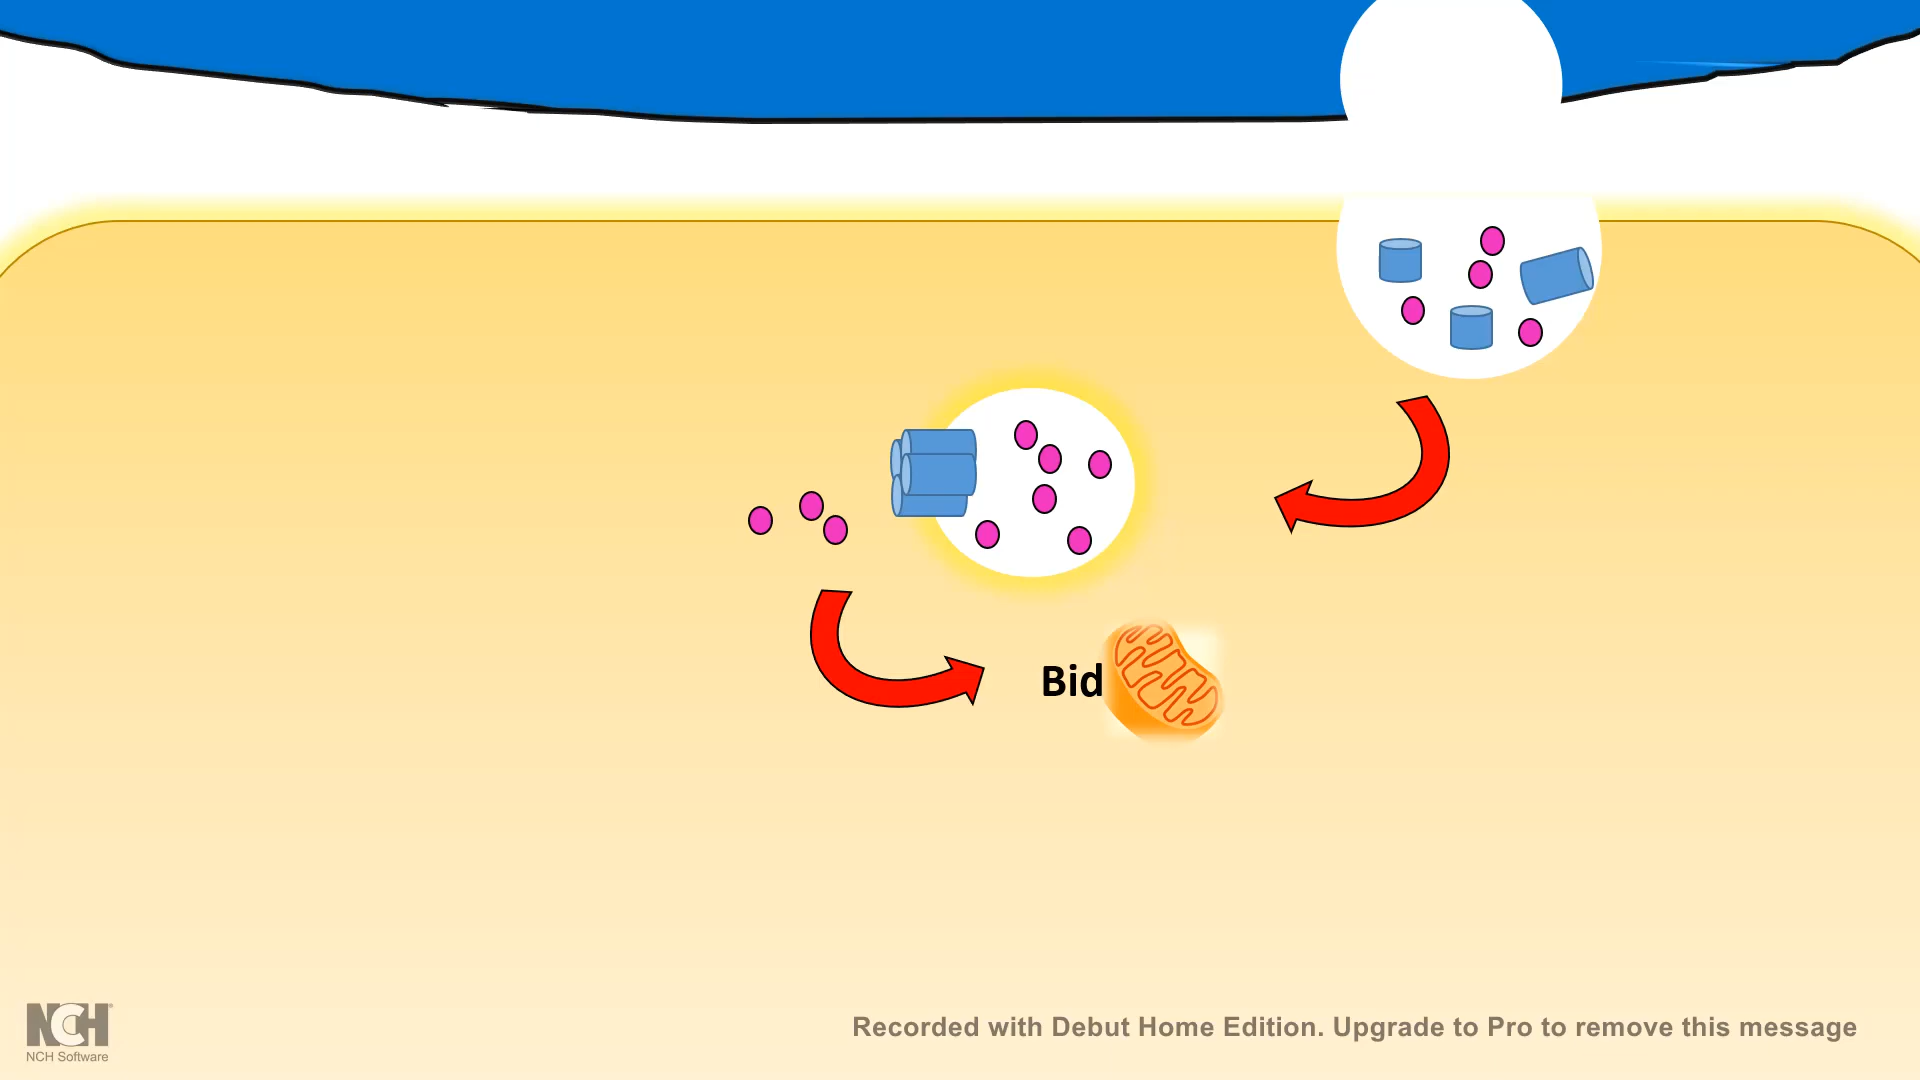 Bid
NCH
NCH Software
Recorded with Debut Home Edition. Upgrade to Pro to remove this message